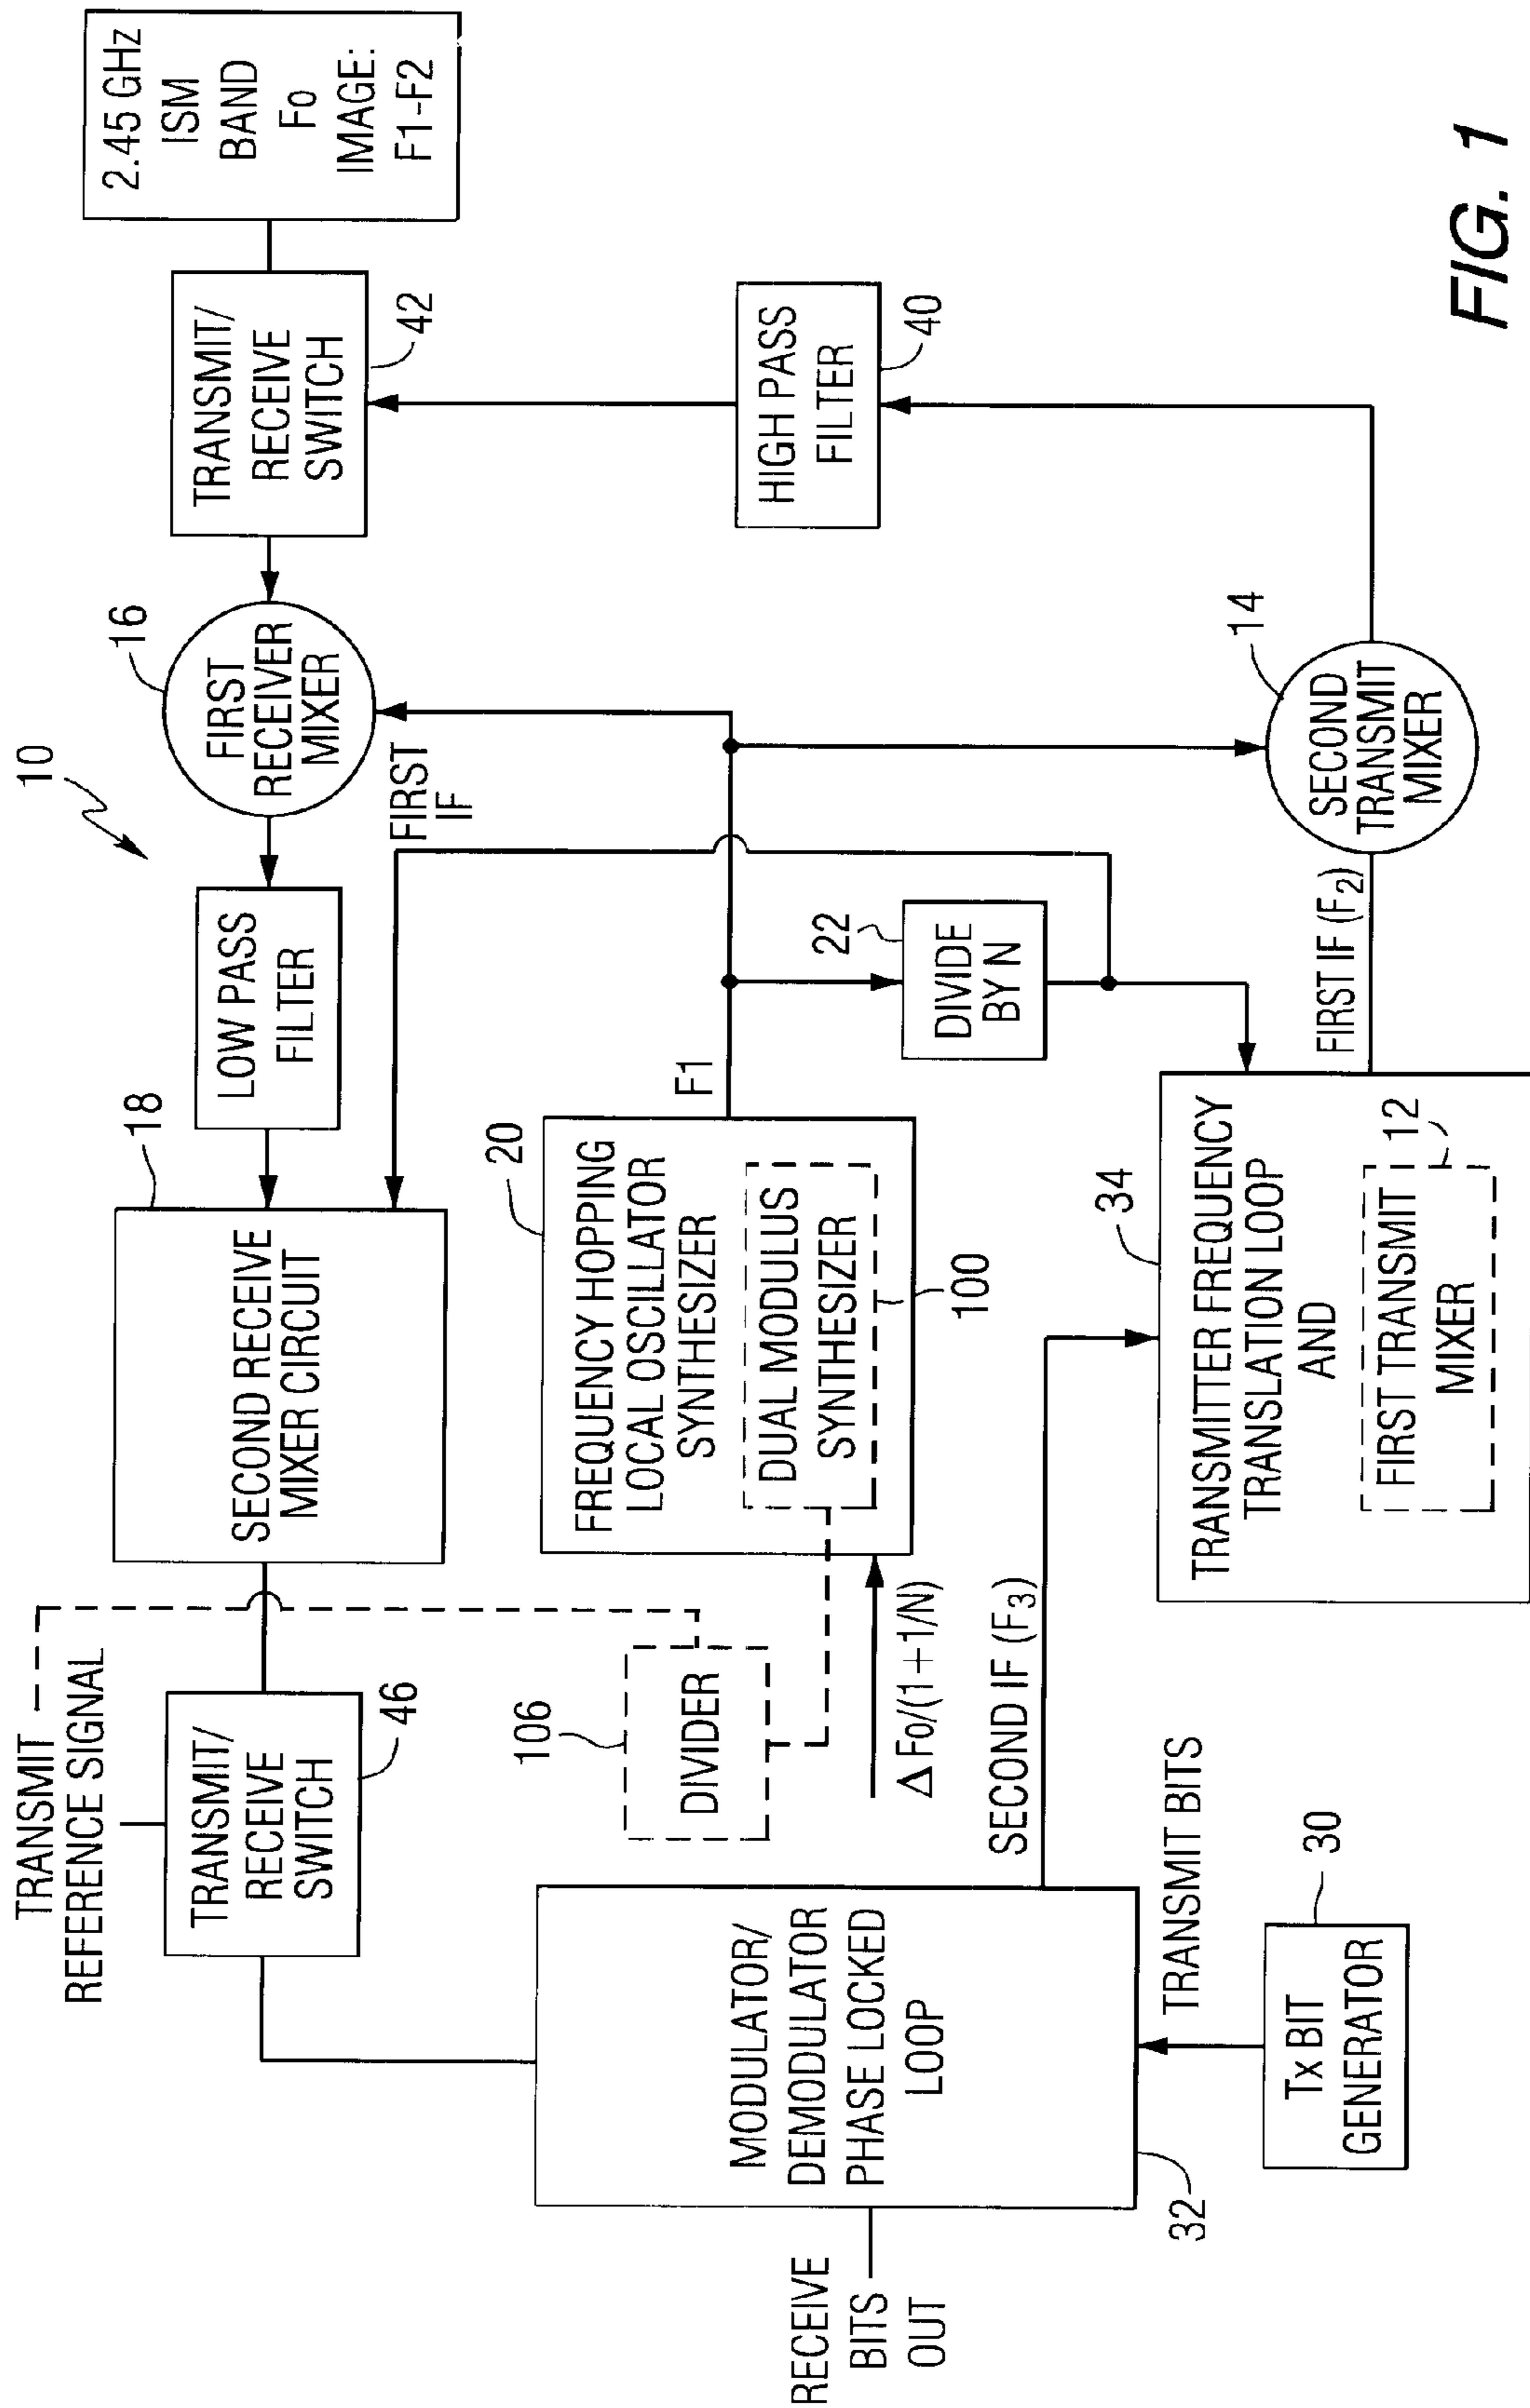 TRANSMIT
REFERENCE SIGNAL
TRANSMIT/
RECEIVE
SWITCH
46
18
SECOND RECEIVE
MIXER CIRCUIT
LOW PASS
FILTER
10
16
FIRST
RECEIVER
MIXER
FIRST
IF
TRANSMIT/
RECEIVE
SWITCH
42
2.45 GHz
ISM
BAND
Fo
IMAGE:
F1-F2
106
DIVIDER
ΔFo/(1+1/N)
20
FREQUENCY HOPPING
LOCAL OSCILLATOR
SYNTHESIZER
DUAL MODULUS
SYNTHESIZER
100
F1
22
DIVIDE
BY N
HIGH PASS
FILTER
40
RECEIVE
BITS
OUT
MODULATOR/
DEMODULATOR
PHASE LOCKED
LOOP
32
SECOND IF (F3)
TRANSMIT BITS
30
Tx BIT
GENERATOR
34
TRANSMITTER FREQUENCY
TRANSLATION LOOP
AND
FIRST TRANSMIT
MIXER
12
FIRST IF (F2)
14
SECOND
TRANSMIT
MIXER
FIG. 1